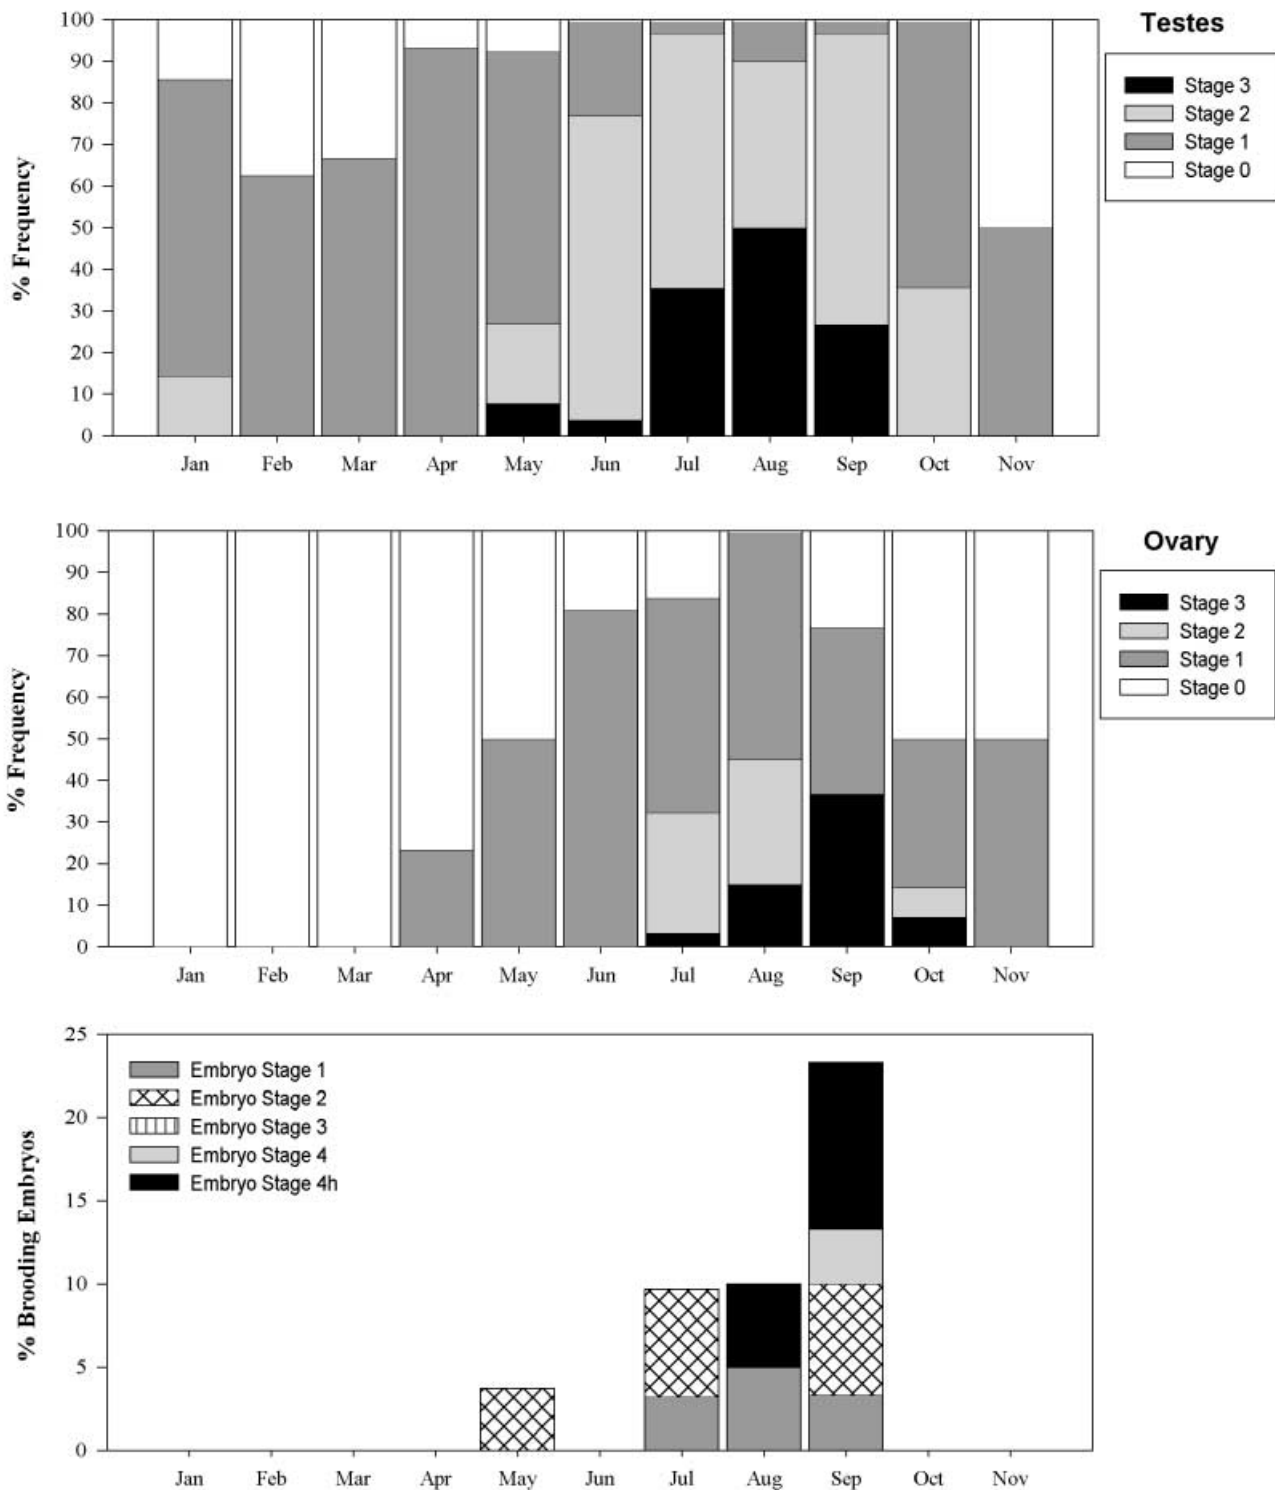 Testes
Stage 3
Stage 2
Stage 1
Stage 0
% Frequency
100
90
80
70
60
50
40
30
20
10
0
Jan Feb Mar Apr May Jun Jul Aug Sep Oct Nov
Ovary
Stage 3
Stage 2
Stage 1
Stage 0
% Frequency
100
90
80
70
60
50
40
30
20
10
0
Jan Feb Mar Apr May Jun Jul Aug Sep Oct Nov
Embryo Stage 1
Embryo Stage 2
Embryo Stage 3
Embryo Stage 4
Embryo Stage 4h
% Brooding Embryos
25
20
15
10
5
0
Jan Feb Mar Apr May Jun Jul Aug Sep Oct Nov